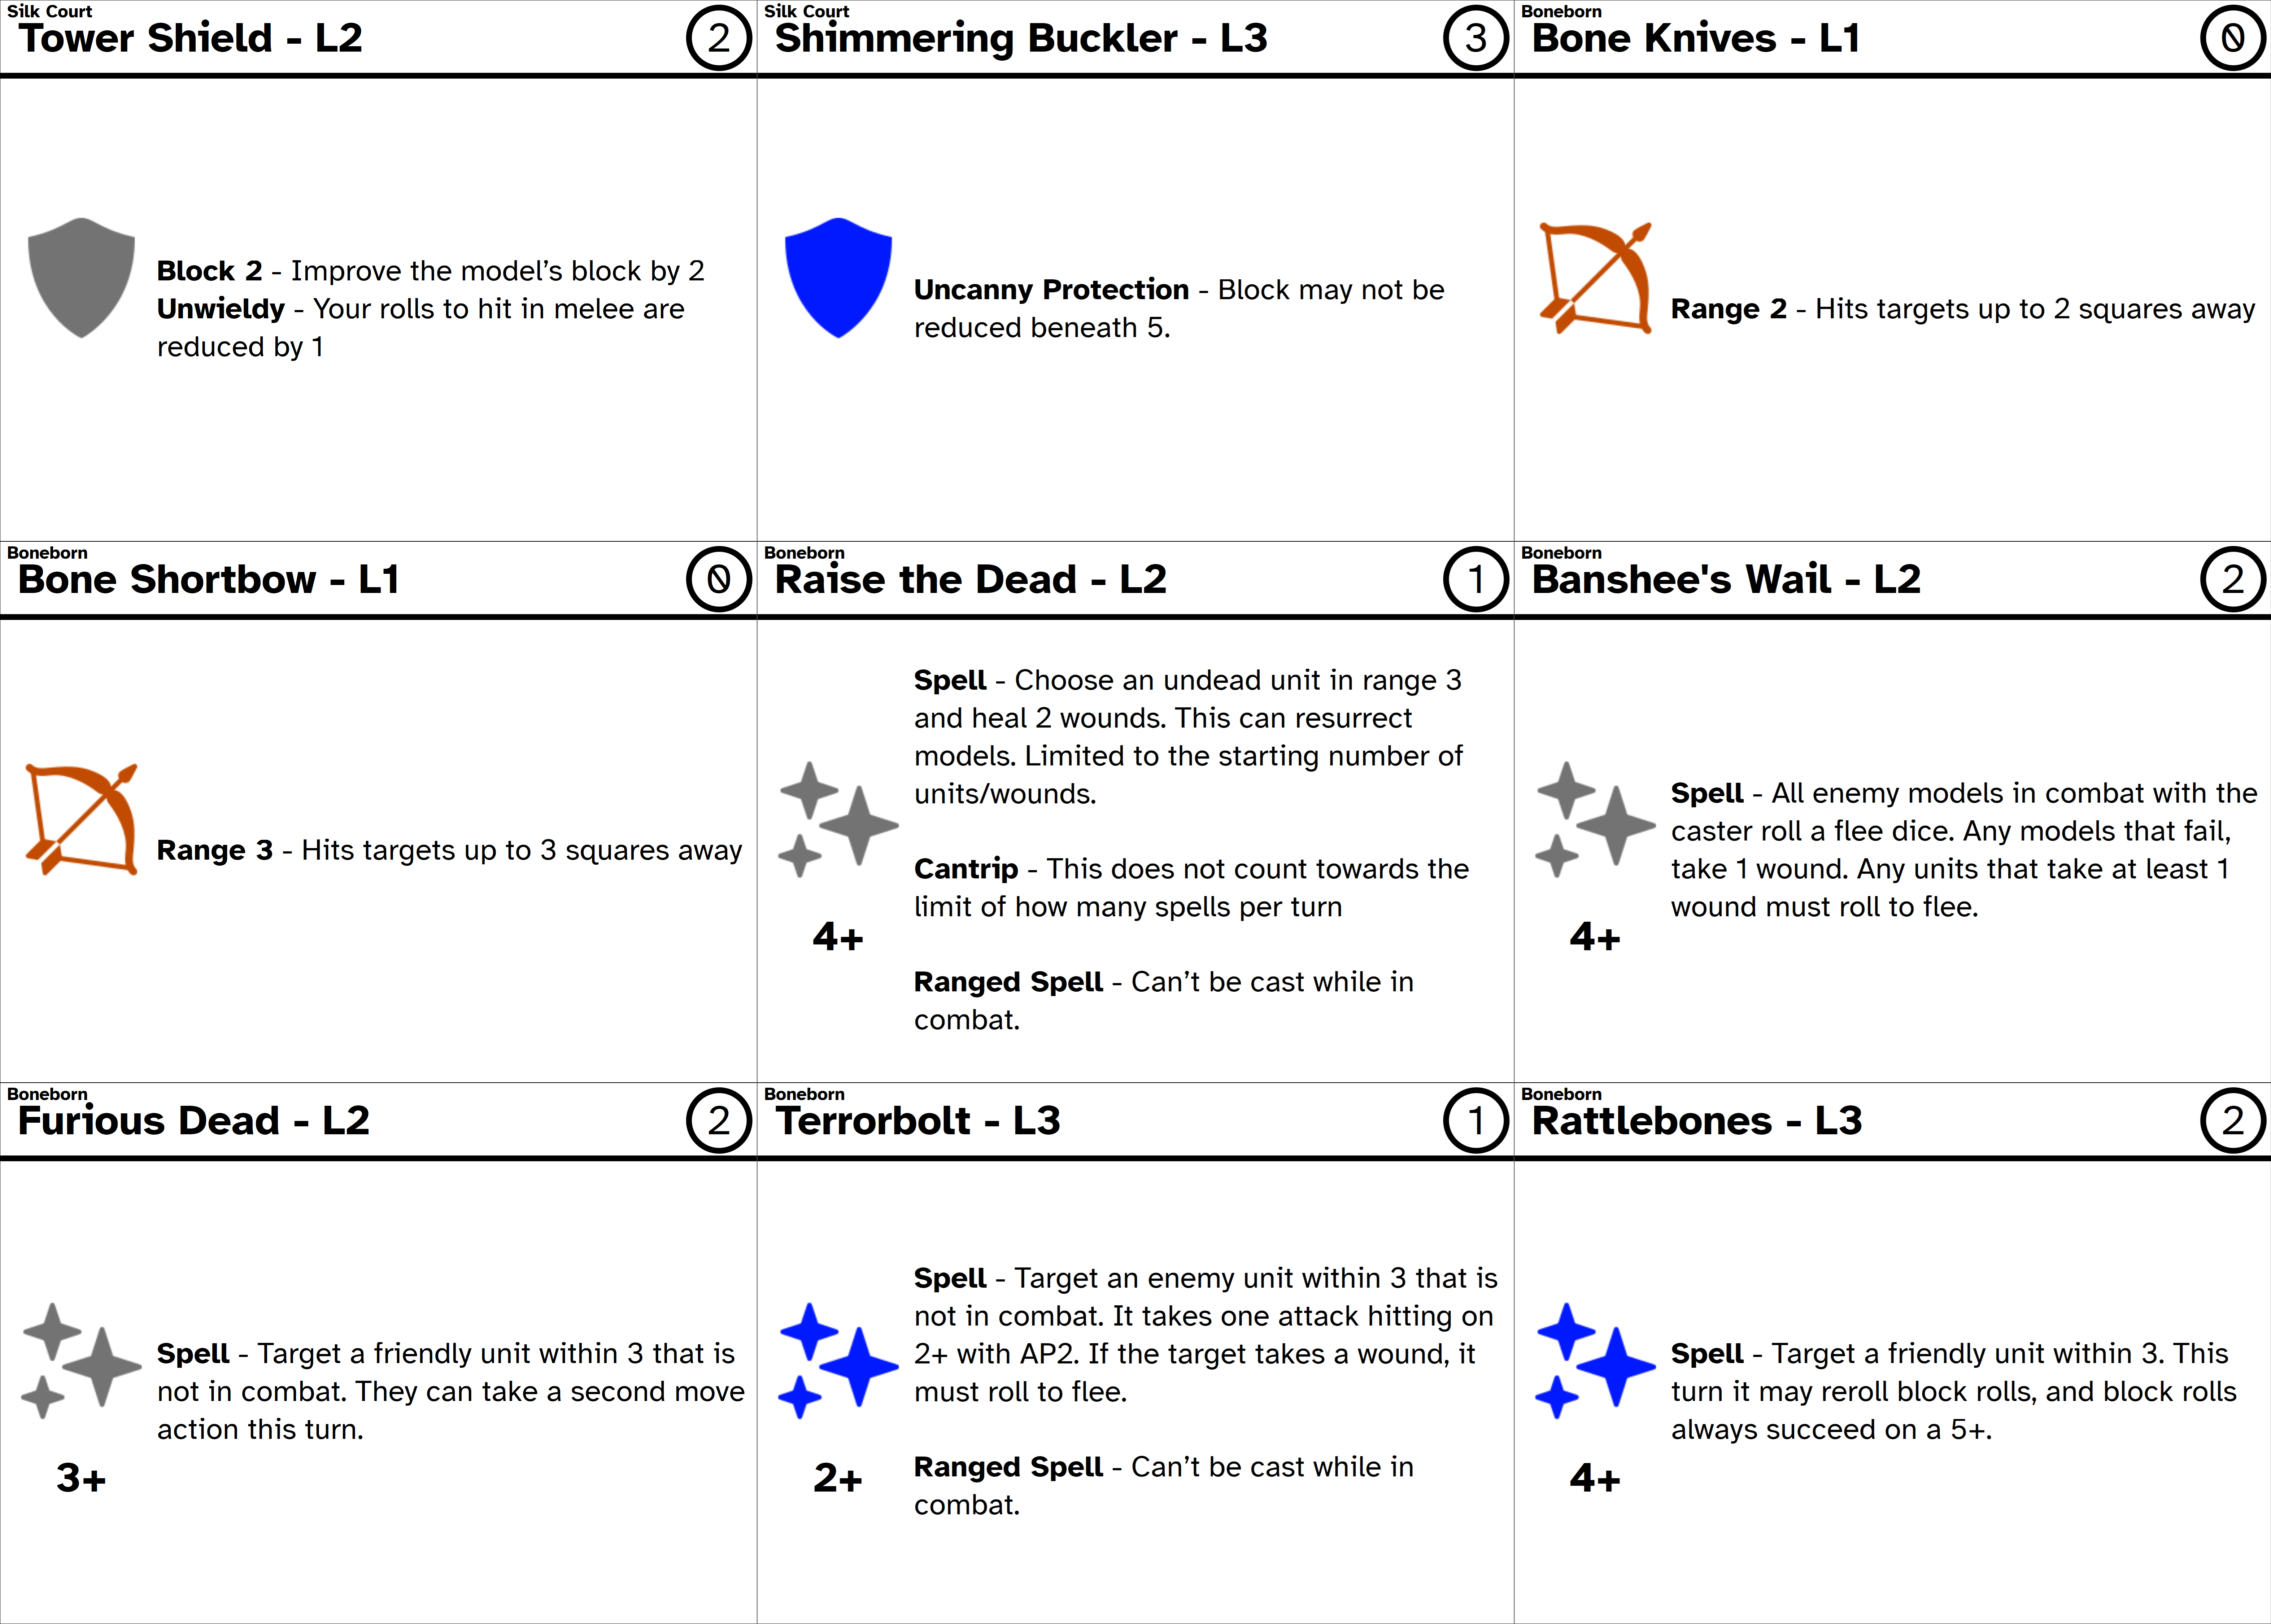 Silk Court
Tower Shield - L2
2
Block 2 - Improve the model’s block by 2
Unwieldy - Your rolls to hit in melee are
reduced by 1
Silk Court
Shimmering Buckler - L3
3
Uncanny Protection - Block may not be
reduced beneath 5.
Boneborn
Bone Knives - L1
0
Range 2 - Hits targets up to 2 squares away
Boneborn
Bone Shortbow - L1
0
Range 3 - Hits targets up to 3 squares away
Boneborn
Raise the Dead - L2
1
Spell - Choose an undead unit in range 3
and heal 2 wounds. This can resurrect
models. Limited to the starting number of
units/wounds.
Cantrip - This does not count towards the
limit of how many spells per turn
4+
Ranged Spell - Can’t be cast while in
combat.
Boneborn
Banshee's Wail - L2
2
Spell - All enemy models in combat with the
caster roll a flee dice. Any models that fail,
take 1 wound. Any units that take at least 1
wound must roll to flee.
4+
Boneborn
Furious Dead - L2
2
Spell - Target a friendly unit within 3 that is
not in combat. They can take a second move
action this turn.
3+
Boneborn
Terrorbolt - L3
1
Spell - Target an enemy unit within 3 that is
not in combat. It takes one attack hitting on
2+ with AP2. If the target takes a wound, it
must roll to flee.
2+
Ranged Spell - Can’t be cast while in
combat.
Boneborn
Rattlebones - L3
2
Spell - Target a friendly unit within 3. This
turn it may reroll block rolls, and block rolls
always succeed on a 5+.
4+